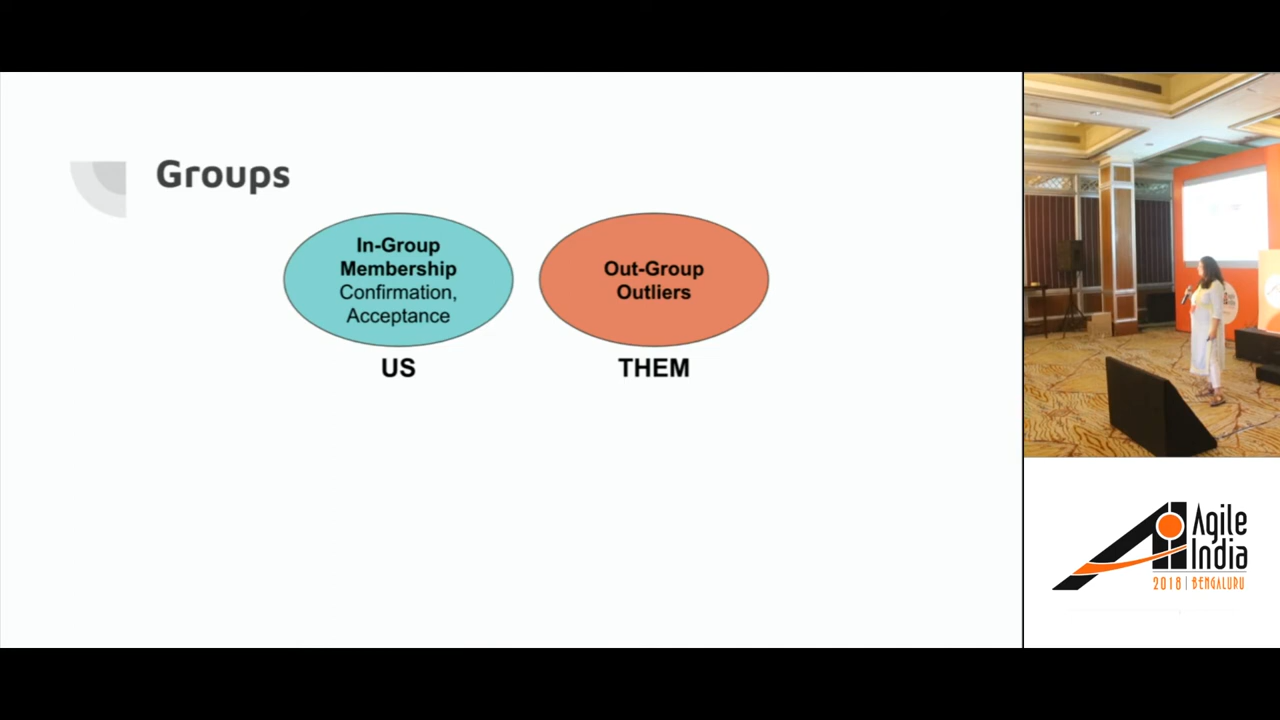 Groups
In-Group
Membership
Confirmation,
Acceptance
US
Out-Group
Outliers
THEM
Agile
India
2018 | BENGALURU